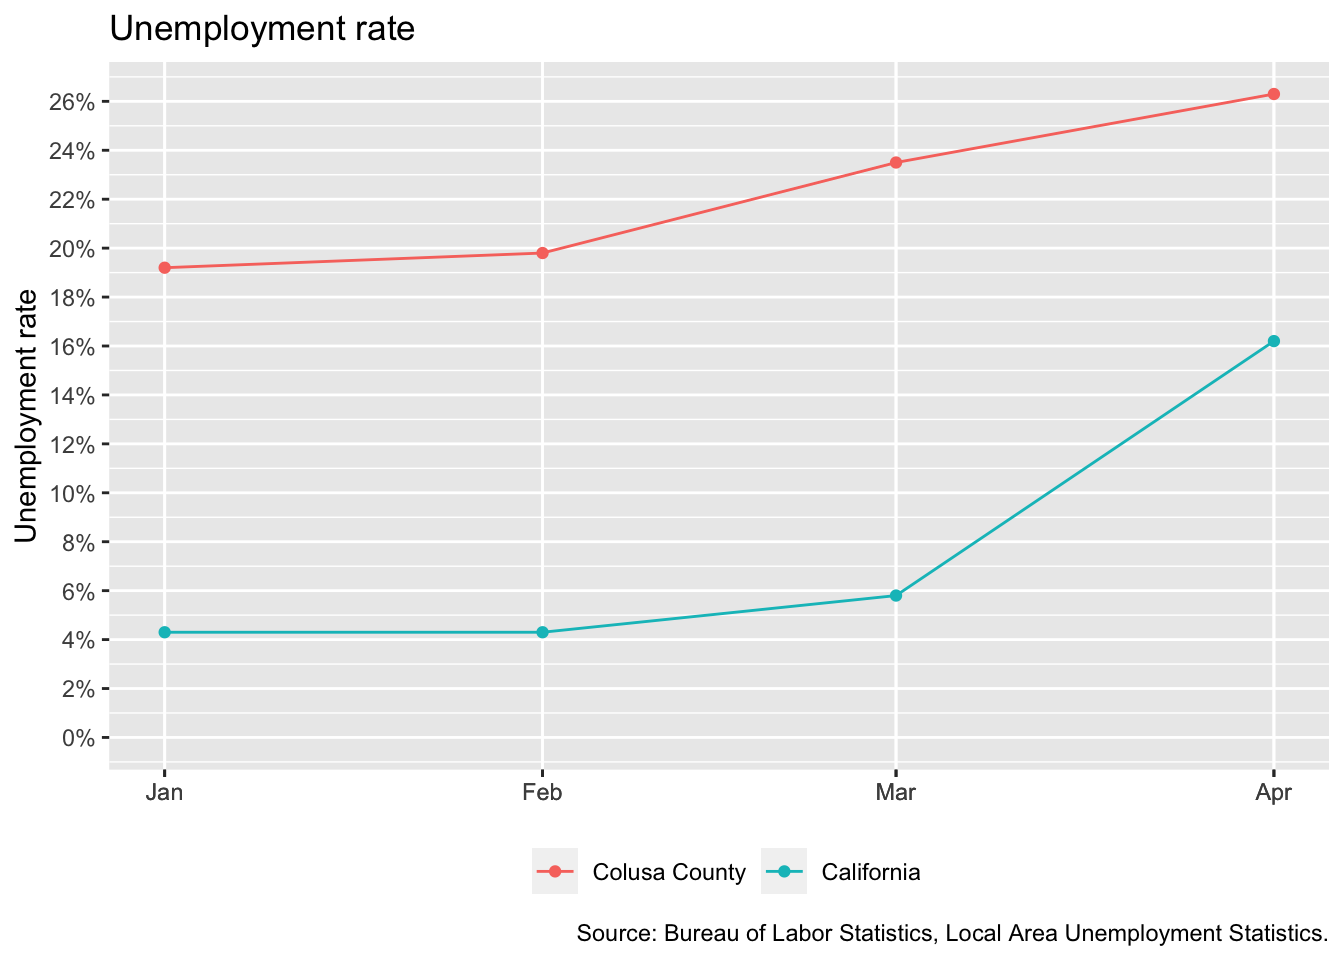 Unemployment rate
26%
24%
22%
20%
18%
16%
14%
12%
10%
8%
6%
4%
2%
0%
Unemployment rate
Jan Feb Mar Apr
Colusa County California
Source: Bureau of Labor Statistics, Local Area Unemployment Statistics.